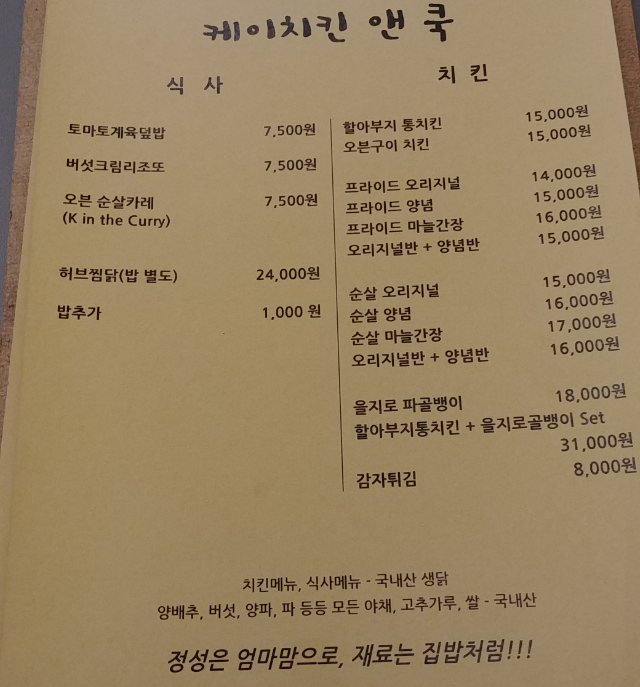 케이치킨 앤 쿡
식 사
토마토계육덮밥 7,500원
버섯크림리조또 7,500원
오븐 순살카레 7,500원
(K in the Curry)
허브찜닭(밥 별도) 24,000원
밥추가 1,000 원
치 킨
할아부지 통치킨 15,000원
오븐구이 치킨 15,000원
프라이드 오리지널 14,000원
프라이드 양념 15,000원
프라이드 마늘간장 16,000원
오리지널반 + 양념반 15,000원
순살 오리지널 15,000원
순살 양념 16,000원
순살 마늘간장 17,000원
오리지널반 + 양념반 16,000원
을지로 파골뱅이 18,000원
할아부지통치킨 + 을지로골뱅이 Set
31,000원
감자튀김 8,000원
치킨메뉴, 식사메뉴 - 국내산 생닭
양배추, 버섯, 양파, 파 등등 모든 야채, 고추가루, 쌀 - 국내산
정성은 엄마맘으로, 재료는 집밥처럼!!!